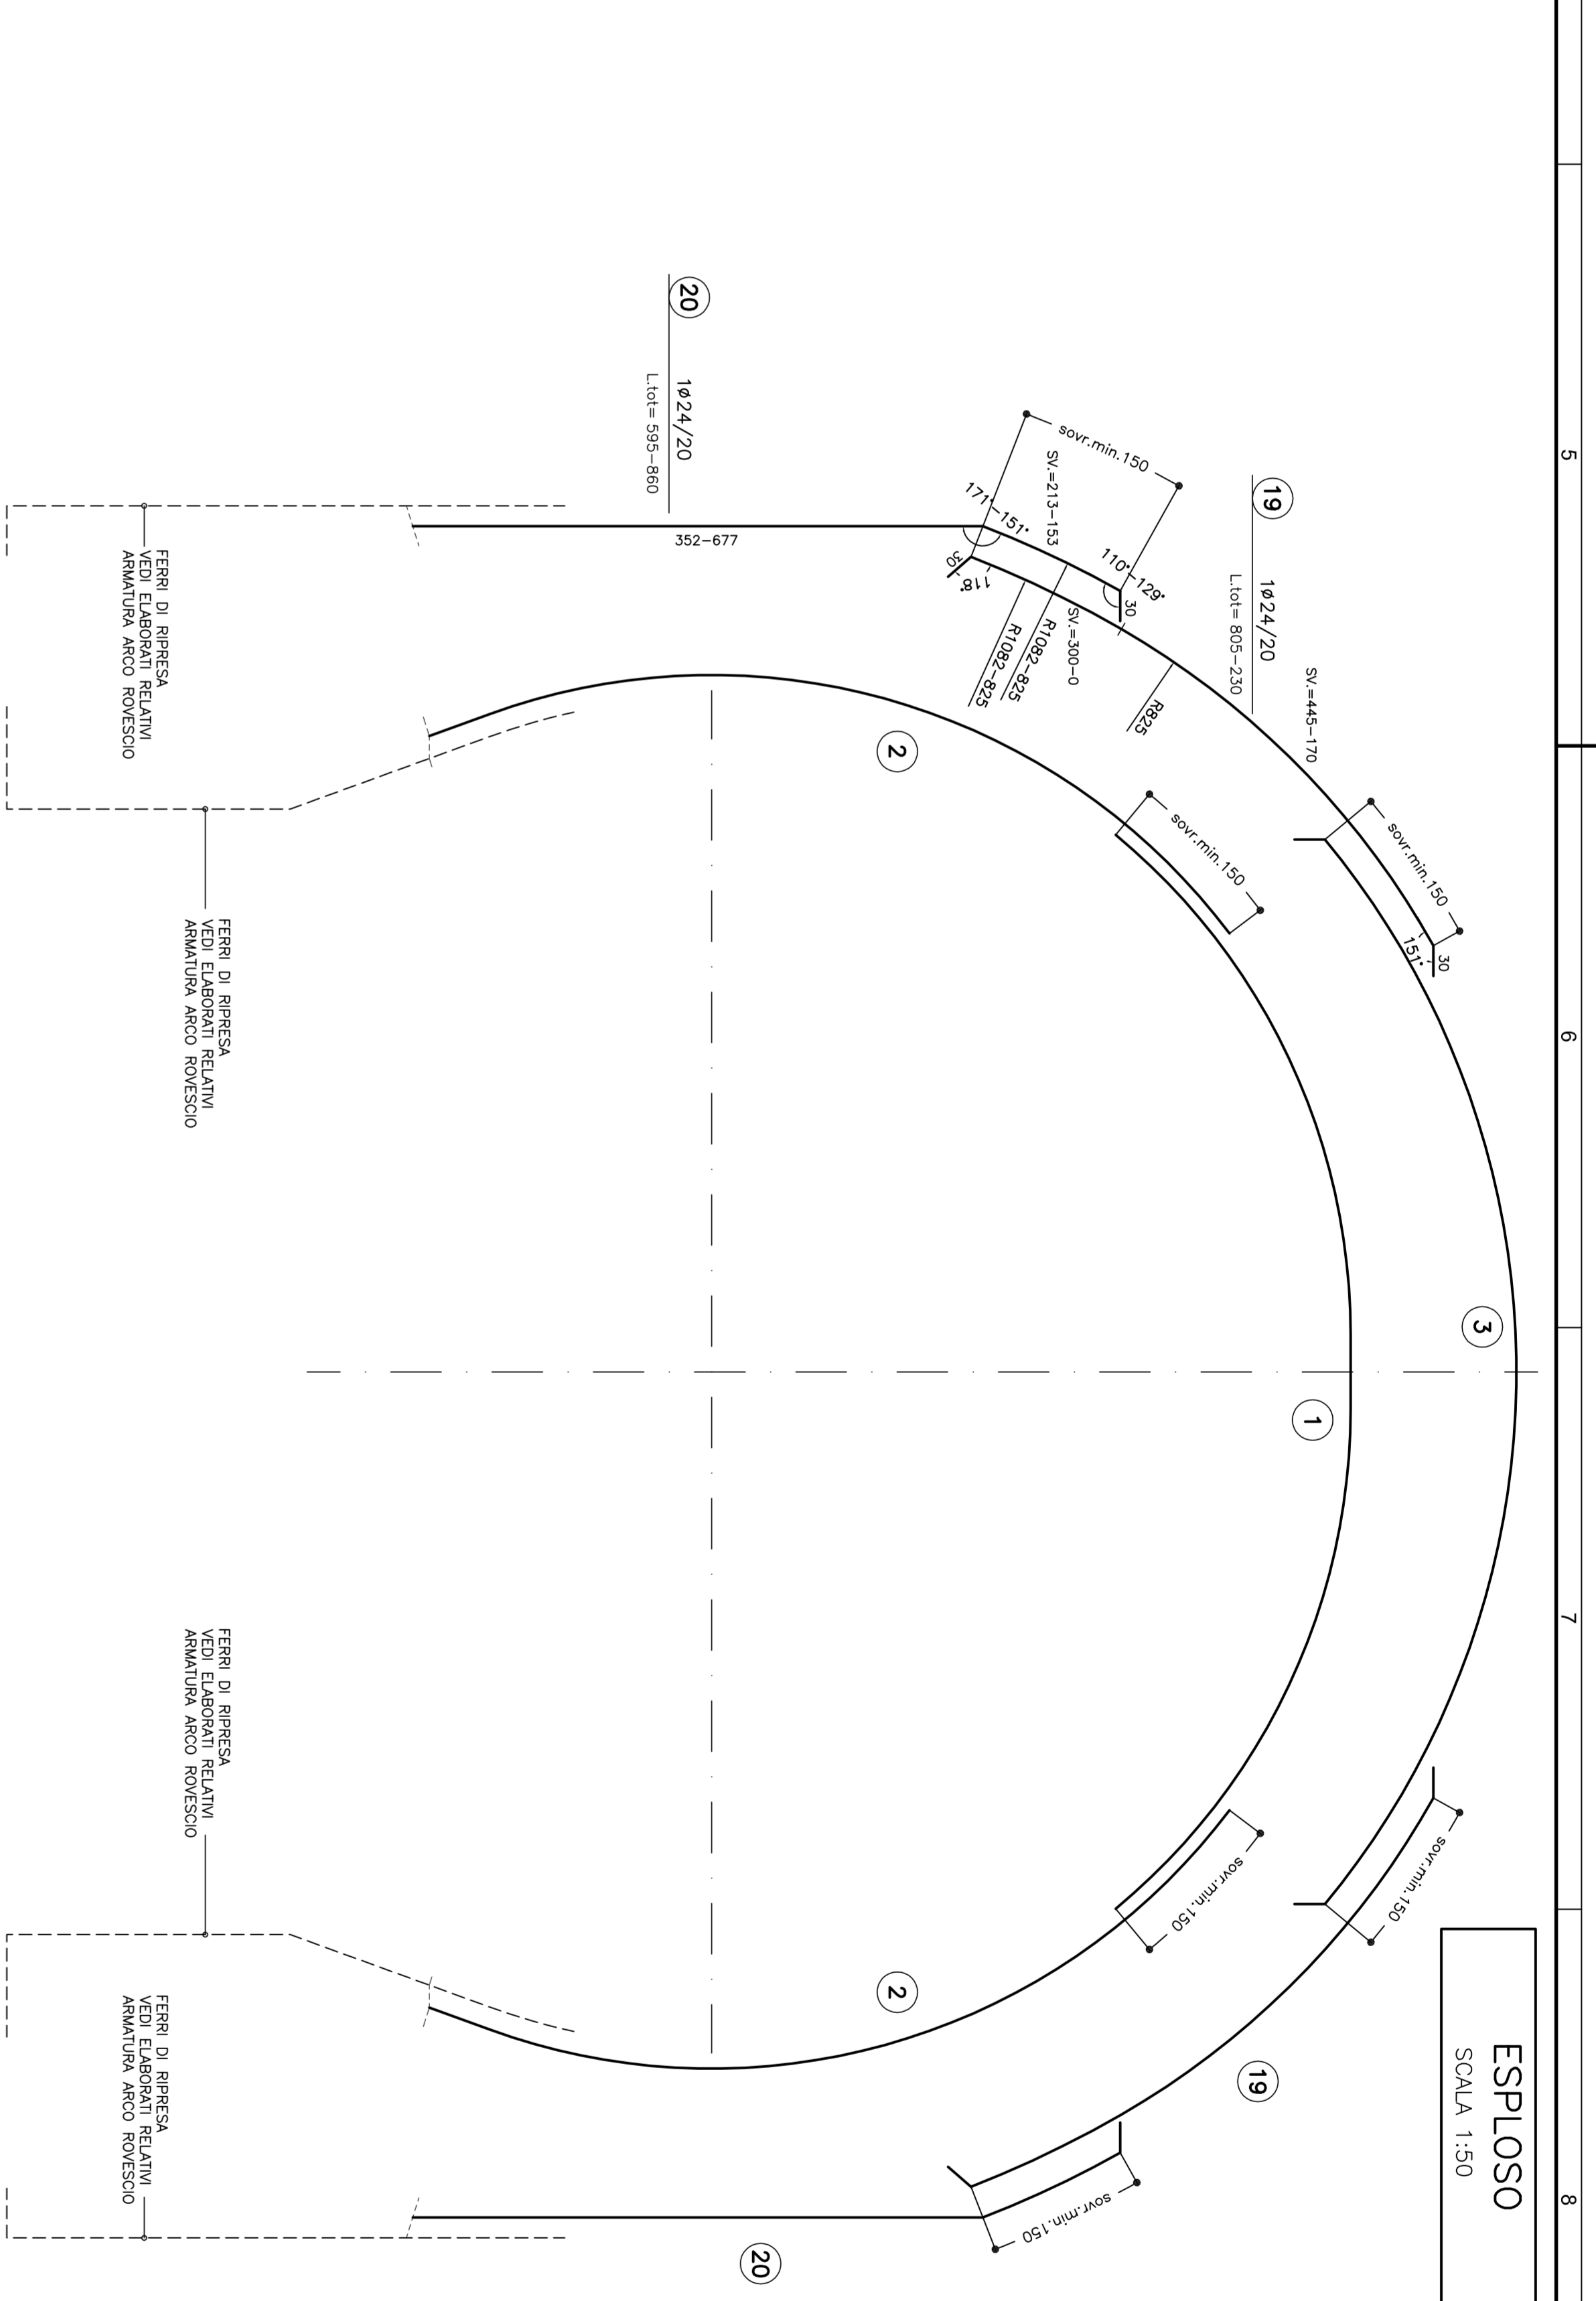 5
6
7
8
ESPLOSO
SCALA 1:50
3
1
19
1ø24/20
L.tot= 805-230
SV.=445-170
sovr.min.150
151°
30
sovr.min.150
sovr.min.150
sovr.min.150
sovr.min.150
SV.=213-153
171°-151°
110°-129°
30
30
118°
SV.=300-0
R1082-825
R1082-825
R825
20
1ø24/20
L.tot= 595-860
352-677
2
2
19
sovr.min.150
20
FERRI DI RIPRESA
VEDI ELABORATI RELATIVI
ARMATURA ARCO ROVESCIO
FERRI DI RIPRESA
VEDI ELABORATI RELATIVI
ARMATURA ARCO ROVESCIO
FERRI DI RIPRESA
VEDI ELABORATI RELATIVI
ARMATURA ARCO ROVESCIO
FERRI DI RIPRESA
VEDI ELABORATI RELATIVI
ARMATURA ARCO ROVESCIO